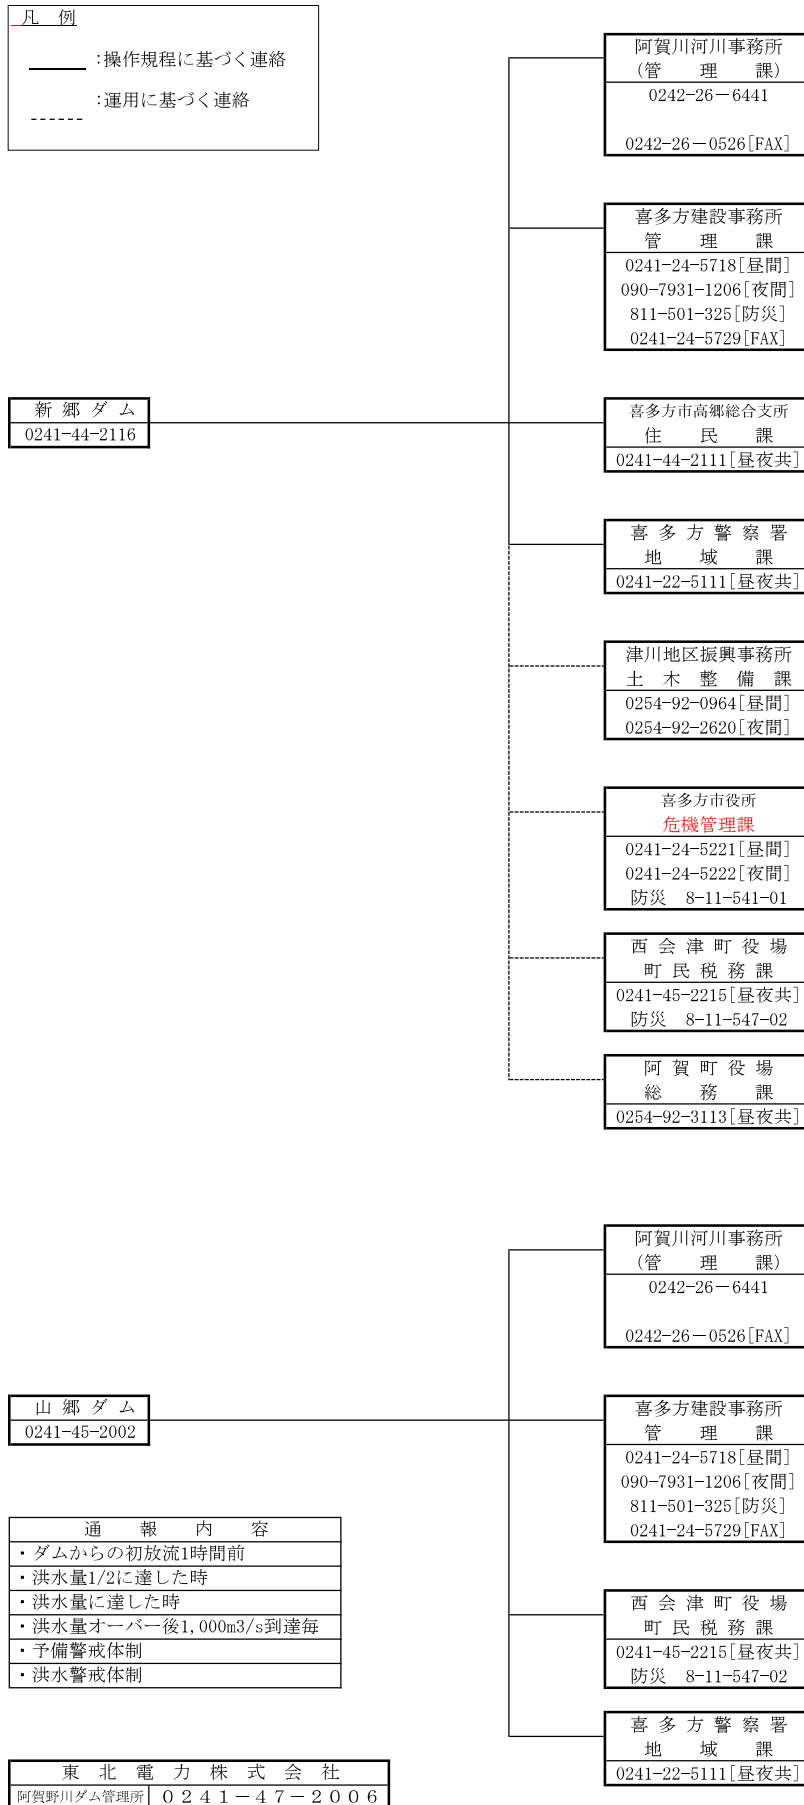 凡　例
:操作規程に基づく連絡
:運用に基づく連絡
阿賀川河川事務所
(管　理　課)
0242-26-6441
0242-26-0526[FAX]
喜多方建設事務所
管　理　課
0241-24-5718[昼間]
090-7931-1206[夜間]
811-501-325[防災]
0241-24-5729[FAX]
新 郷 ダ ム
0241-44-2116
喜多方市高郷総合支所
住　民　課
0241-44-2111[昼夜共]
喜 多 方 警 察 署
地　域　課
0241-22-5111[昼夜共]
津川地区振興事務所
土 木 整 備 課
0254-92-0964[昼間]
0254-92-2620[夜間]
喜多方市役所
危機管理課
0241-24-5221[昼間]
0241-24-5222[夜間]
防災　8-11-541-01
西 会 津 町 役 場
町 民 税 務 課
0241-45-2215[昼夜共]
防災　8-11-547-02
阿 賀 町 役 場
総　務　課
0254-92-3113[昼夜共]
阿賀川河川事務所
(管　理　課)
0242-26-6441
0242-26-0526[FAX]
山 郷 ダ ム
0241-45-2002
喜多方建設事務所
管　理　課
0241-24-5718[昼間]
090-7931-1206[夜間]
811-501-325[防災]
0241-24-5729[FAX]
通　報　内　容
・ダムからの初放流1時間前
・洪水量1/2に達した時
・洪水量に達した時
・洪水量オーバー後1,000m3/s到達毎
・予備警戒体制
・洪水警戒体制
西 会 津 町 役 場
町 民 税 務 課
0241-45-2215[昼夜共]
防災　8-11-547-02
喜 多 方 警 察 署
地　域　課
0241-22-5111[昼夜共]
東 北 電 力 株 式 会 社
阿賀野川ダム管理所　０２４１－４７－２００６